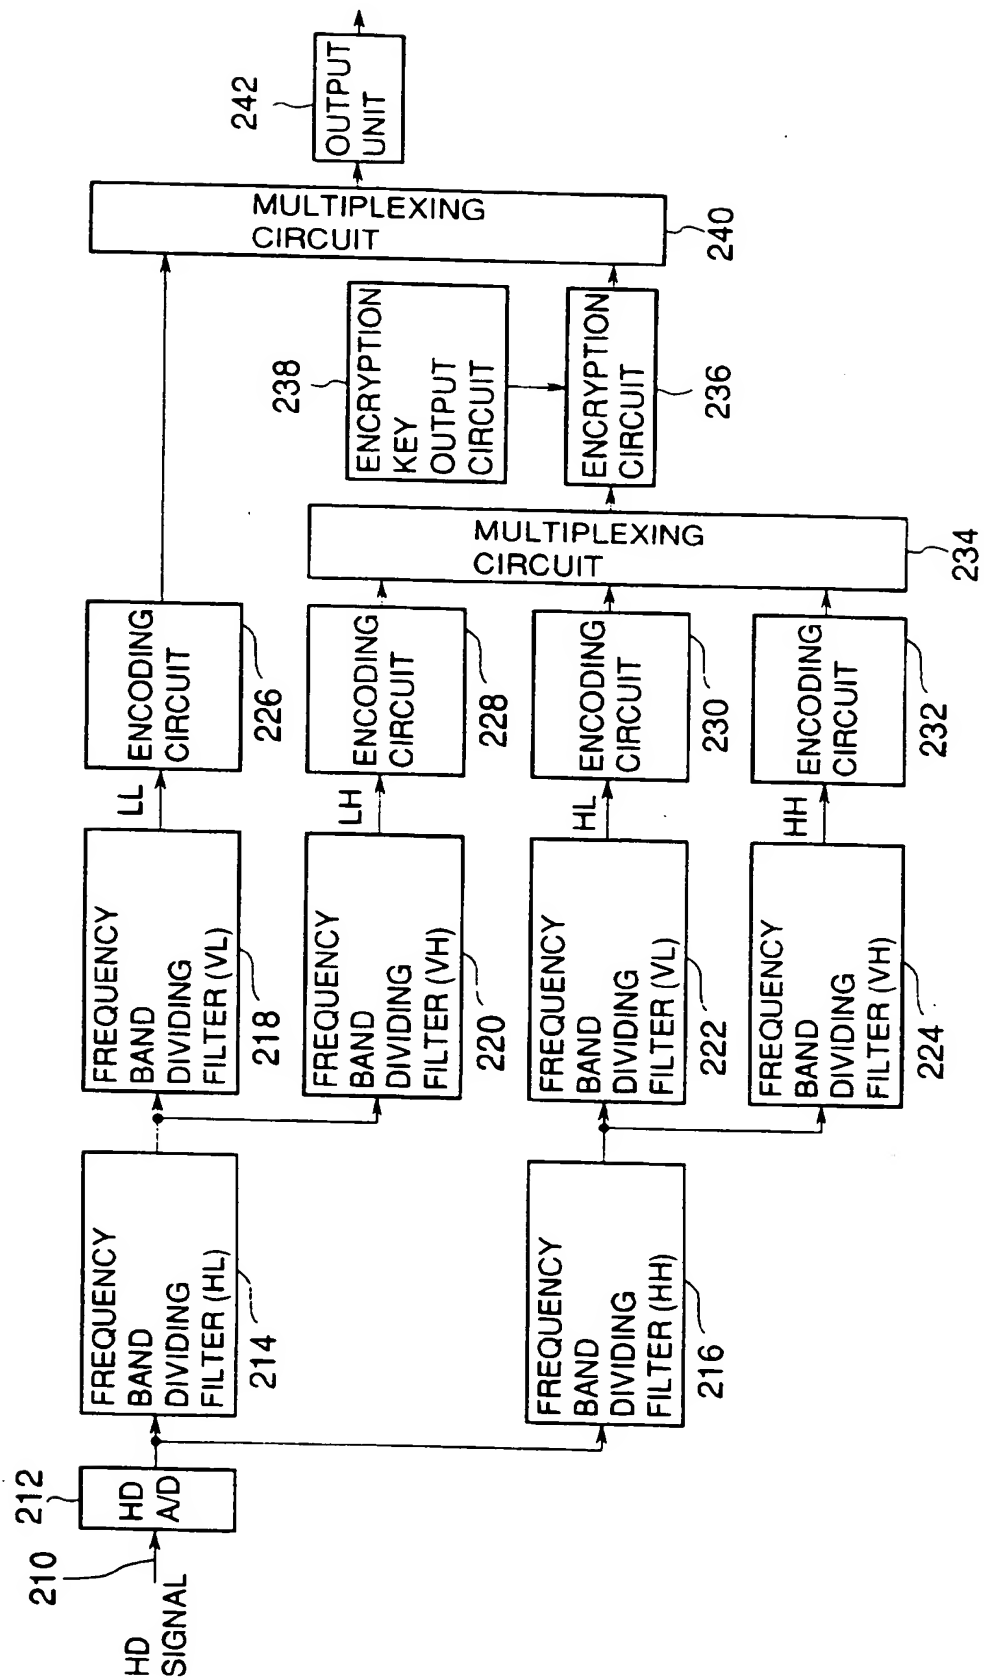 HD
SIGNAL
210
212
HD
A/D
FREQUENCY
BAND
DIVIDING
FILTER (HL)
214
FREQUENCY
BAND
DIVIDING
FILTER (HH)
216
FREQUENCY
BAND
DIVIDING
FILTER (VL)
218
FREQUENCY
BAND
DIVIDING
FILTER (VH)
220
FREQUENCY
BAND
DIVIDING
FILTER (VL)
222
FREQUENCY
BAND
DIVIDING
FILTER (VH)
224
LL
LH
HL
HH
ENCODING
CIRCUIT
226
ENCODING
CIRCUIT
228
ENCODING
CIRCUIT
230
ENCODING
CIRCUIT
232
MULTIPLEXING
CIRCUIT
234
238
ENCRYPTION
KEY
OUTPUT
CIRCUIT
ENCRYPTION
CIRCUIT
236
MULTIPLEXING
CIRCUIT
240
242
OUTPUT
UNIT